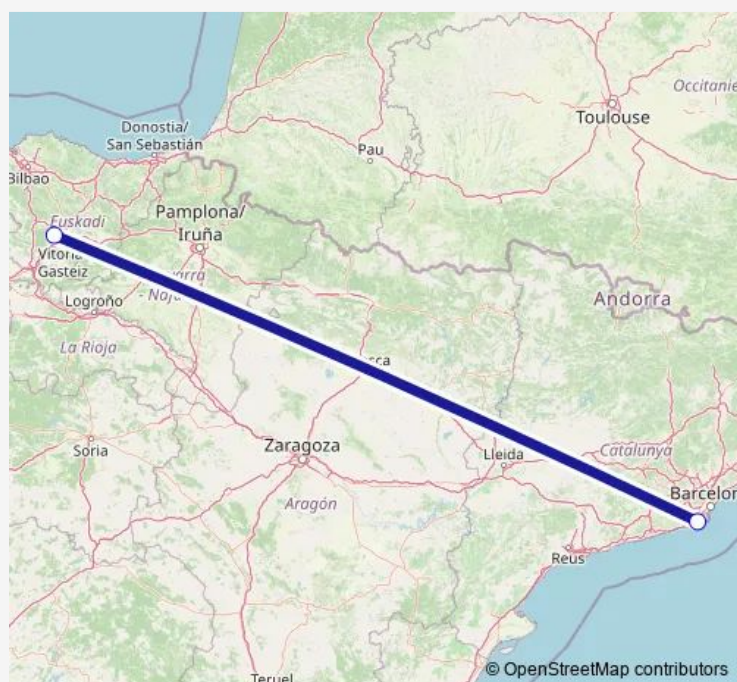 Occitanie
Toulouse
Donostia/
San Sebastián
Pau
Bilbao
Euskadi
Pamplona/
Iruña
Vitoria-
Gasteiz
Andorra
Logroño
La Rioja
Soria
Zaragoza
Lleida
Catalunya
Aragón
Reus
Teruel
© OpenStreetMap contributors